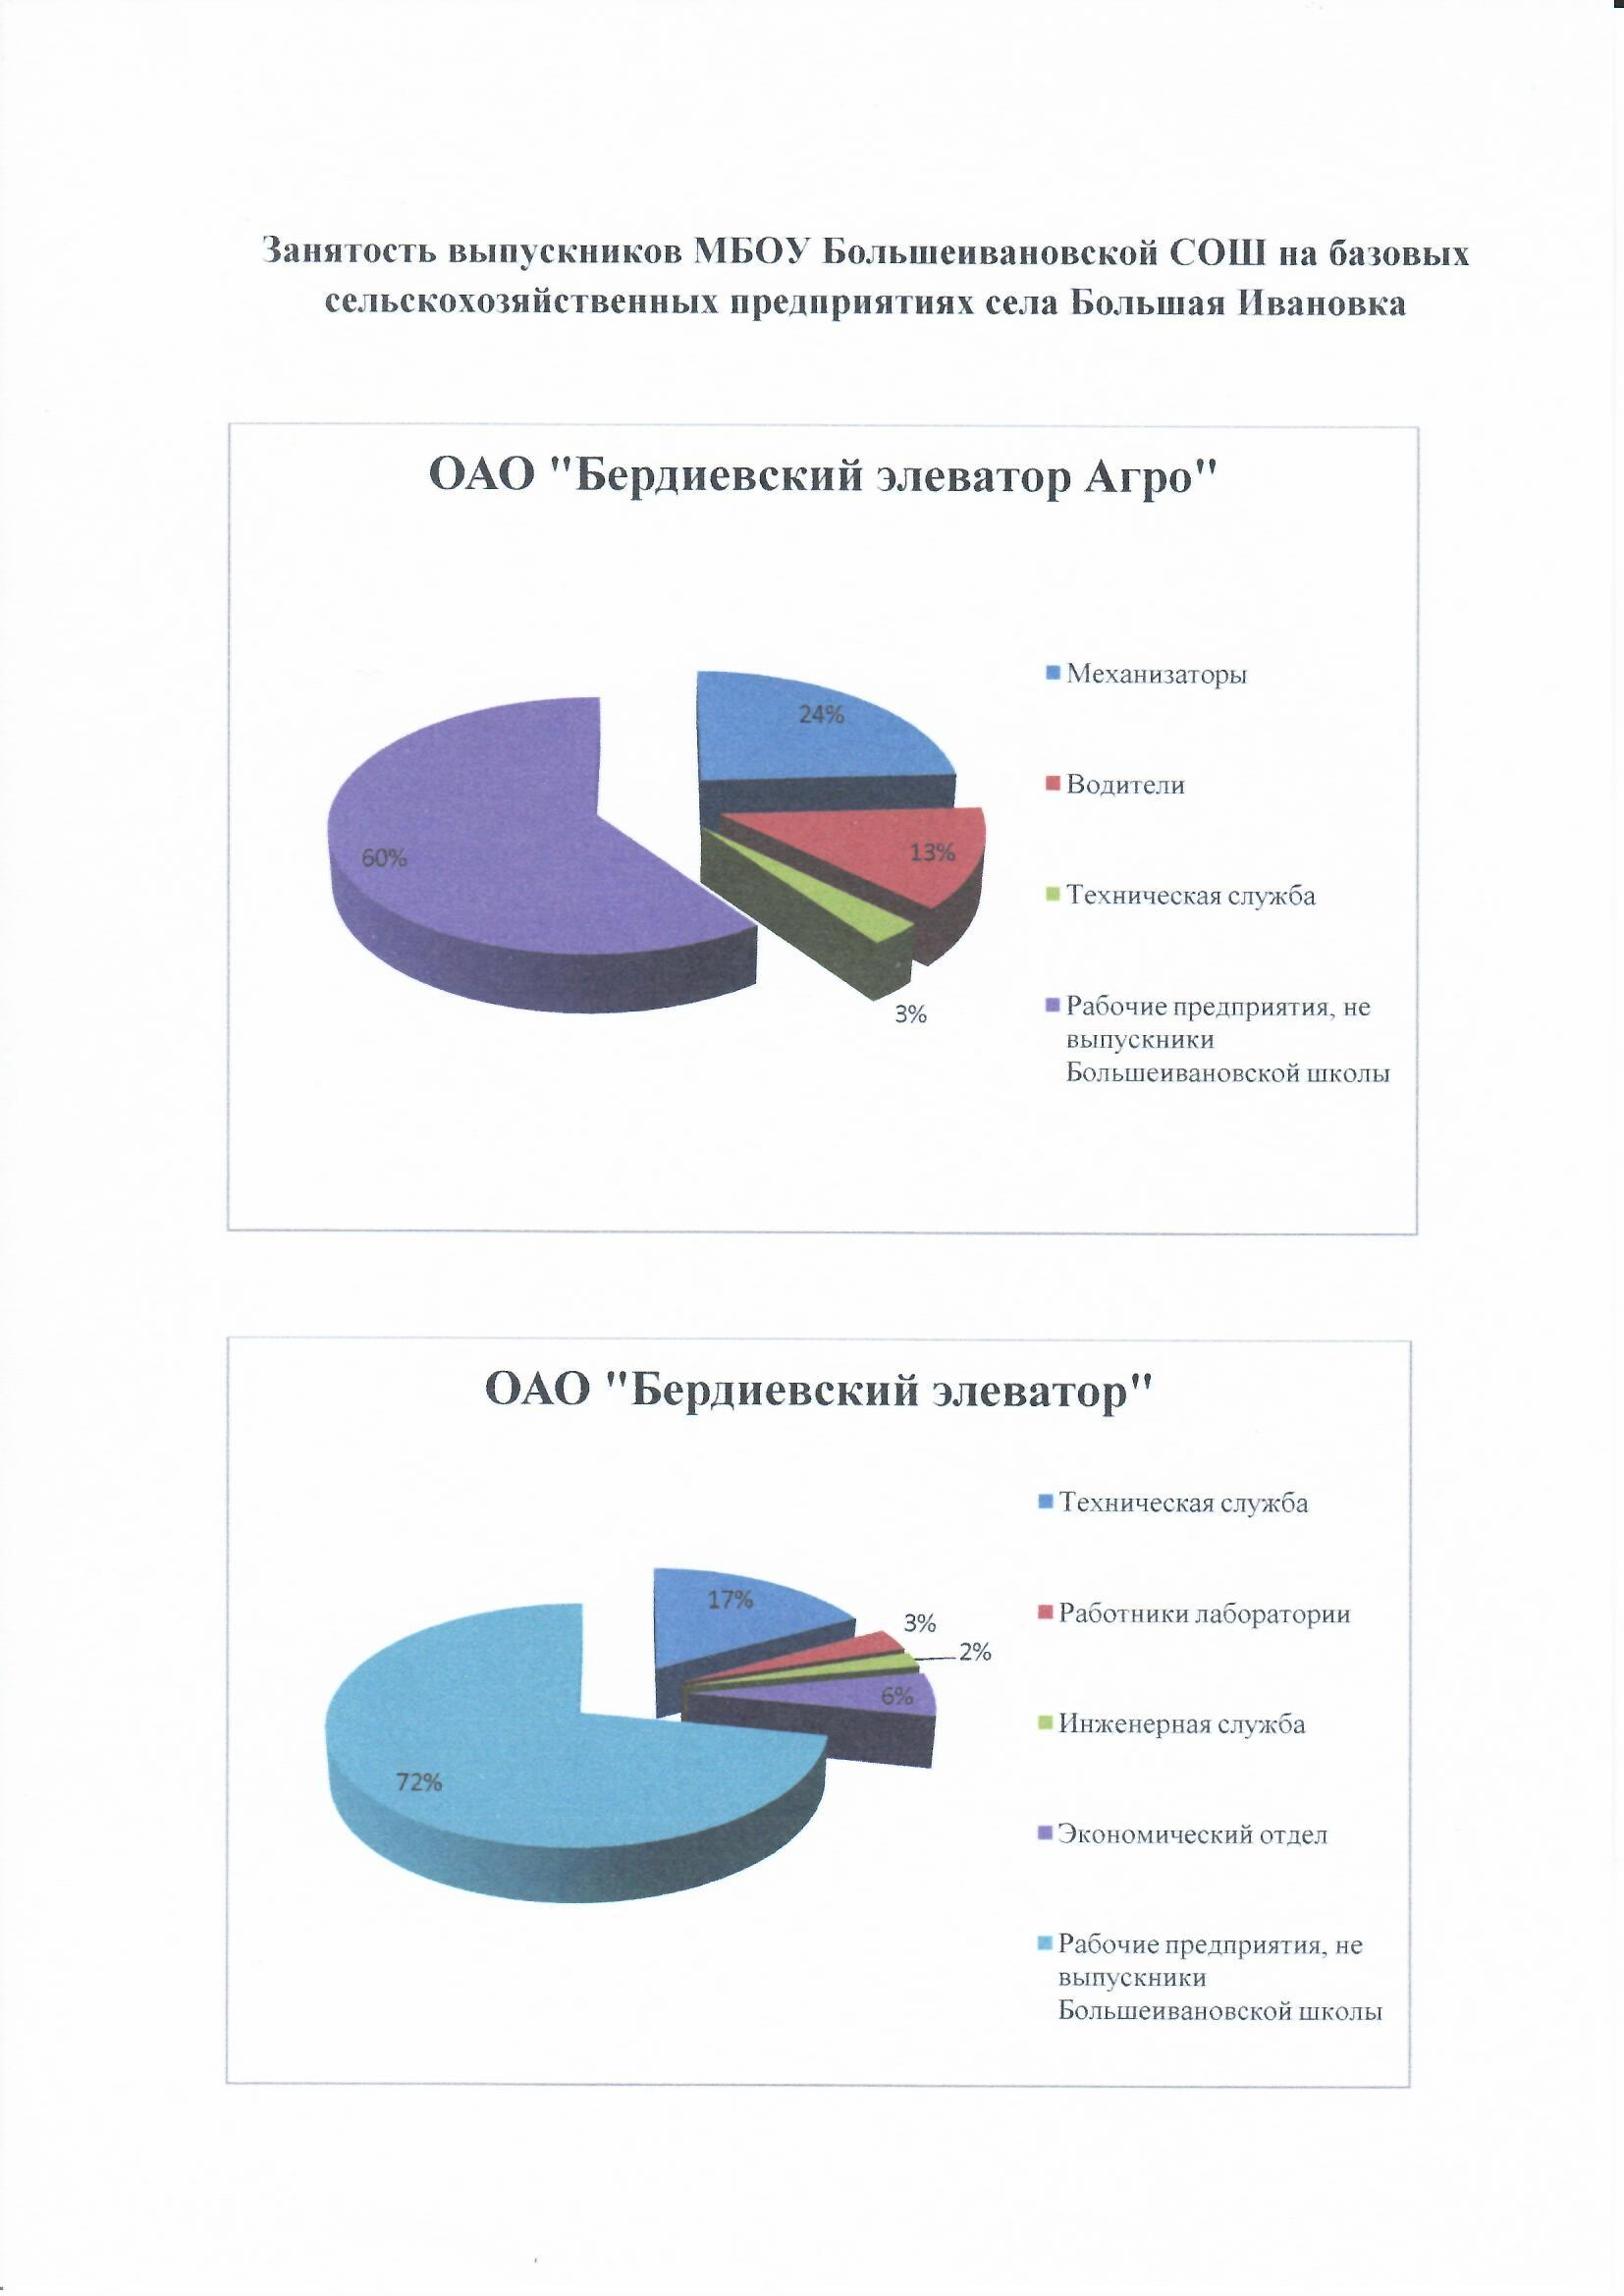 Занятость выпускников МБОУ Большеивановской СОШ на базовых
сельскохозяйственных предприятиях села Большая Ивановка
ОАО "Бердиевский элеватор Агро"
24%
13%
3%
60%
Механизаторы
Водители
Техническая служба
Рабочие предприятия, не
выпускники
Большеивановской школы
ОАО "Бердиевский элеватор"
17%
3%
2%
6%
72%
Техническая служба
Работники лаборатории
Инженерная служба
Экономический отдел
Рабочие предприятия, не
выпускники
Большеивановской школы